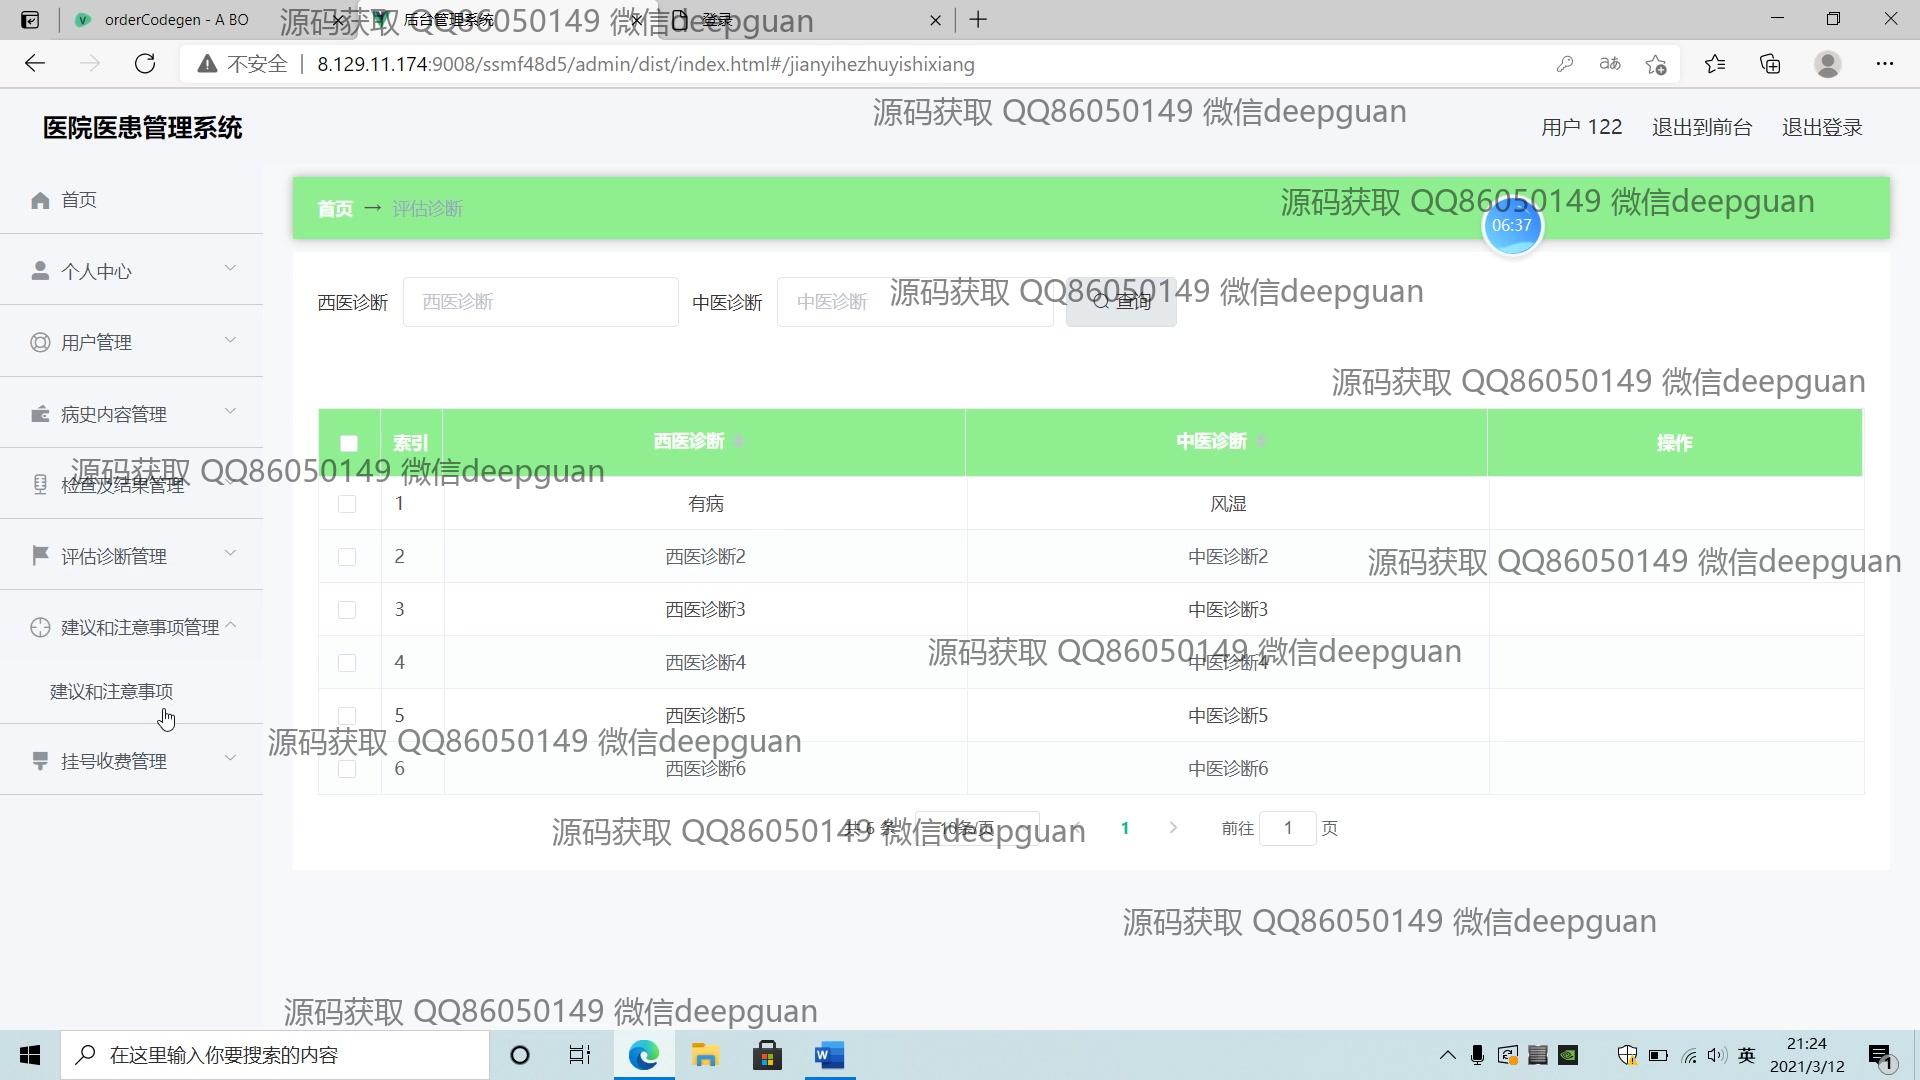 orderCodegen - A BO
后台管理系统
登录
源码获取 QQ86050149 微信deepguan
不安全
8.129.11.174:9008/ssmf48d5/admin/dist/index.html#/jianyihezhuyishixiang
源码获取 QQ86050149 微信deepguan
医院医患管理系统
用户 122
退出到前台
退出登录
首页
个人中心
用户管理
病史内容管理
检查及结果管理
评估诊断管理
建议和注意事项管理
建议和注意事项
挂号收费管理
首页 → 评估诊断
源码获取 QQ86050149 微信deepguan
06:37
西医诊断 西医诊断 中医诊断 中医诊断 查询
源码获取 QQ86050149 微信deepguan
源码获取 QQ86050149 微信deepguan
索引 西医诊断 中医诊断 操作
源码获取 QQ86050149 微信deepguan
1 有病 风湿
2 西医诊断2 中医诊断2
源码获取 QQ86050149 微信deepguan
3 西医诊断3 中医诊断3
4 西医诊断4 中医诊断4
源码获取 QQ86050149 微信deepguan
5 西医诊断5 中医诊断5
源码获取 QQ86050149 微信deepguan
6 西医诊断6 中医诊断6
共 6 条 10条/页 1 前往 1 页
源码获取 QQ86050149 微信deepguan
源码获取 QQ86050149 微信deepguan
源码获取 QQ86050149 微信deepguan
在这里输入你要搜索的内容
英
21:24
2021/3/12
1